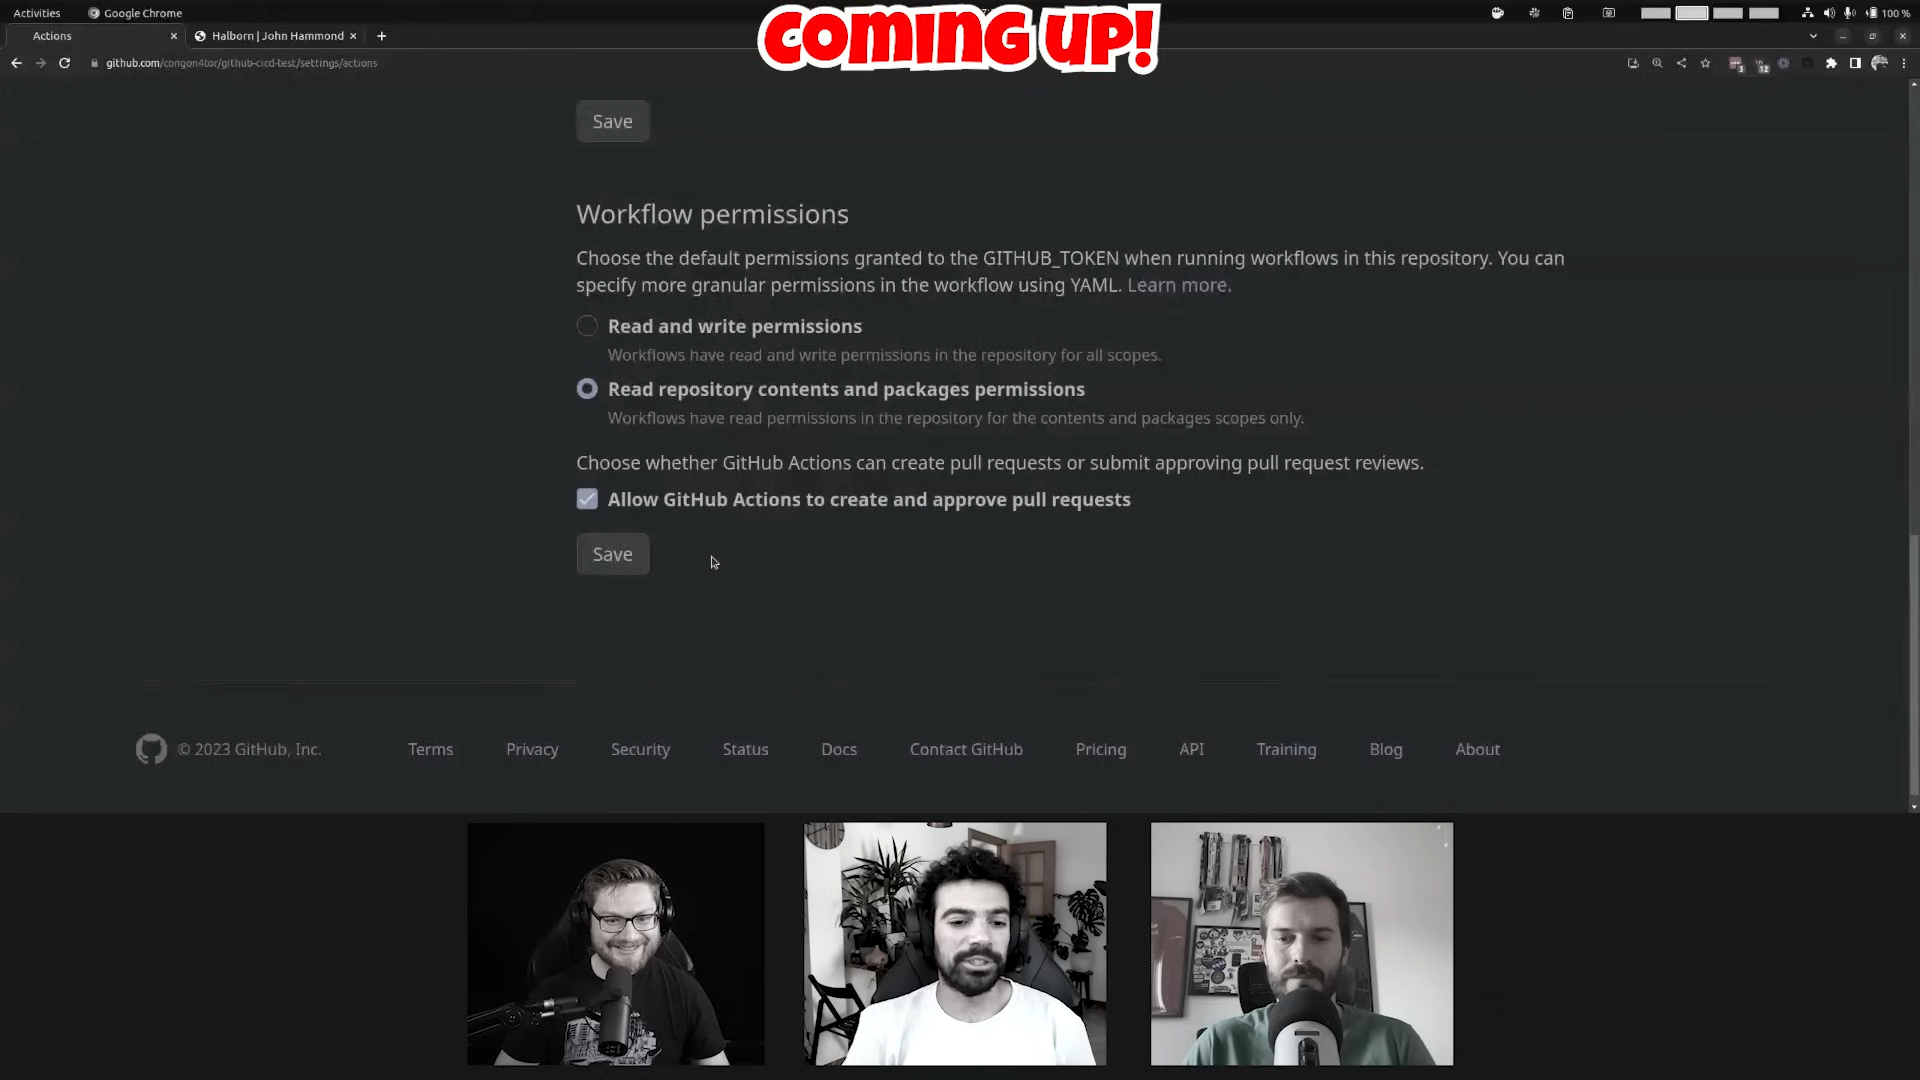 Activities
Google Chrome
COMING UP!
100 %
Actions
Halborn | John Hammond
github.com/congon4tor/github-cicd-test/settings/actions
3
12
Save
Workflow permissions
Choose the default permissions granted to the GITHUB_TOKEN when running workflows in this repository. You can
specify more granular permissions in the workflow using YAML. Learn more.
Read and write permissions
Workflows have read and write permissions in the repository for all scopes.
Read repository contents and packages permissions
Workflows have read permissions in the repository for the contents and packages scopes only.
Choose whether GitHub Actions can create pull requests or submit approving pull request reviews.
Allow GitHub Actions to create and approve pull requests
Save
© 2023 GitHub, Inc.
Terms
Privacy
Security
Status
Docs
Contact GitHub
Pricing
API
Training
Blog
About